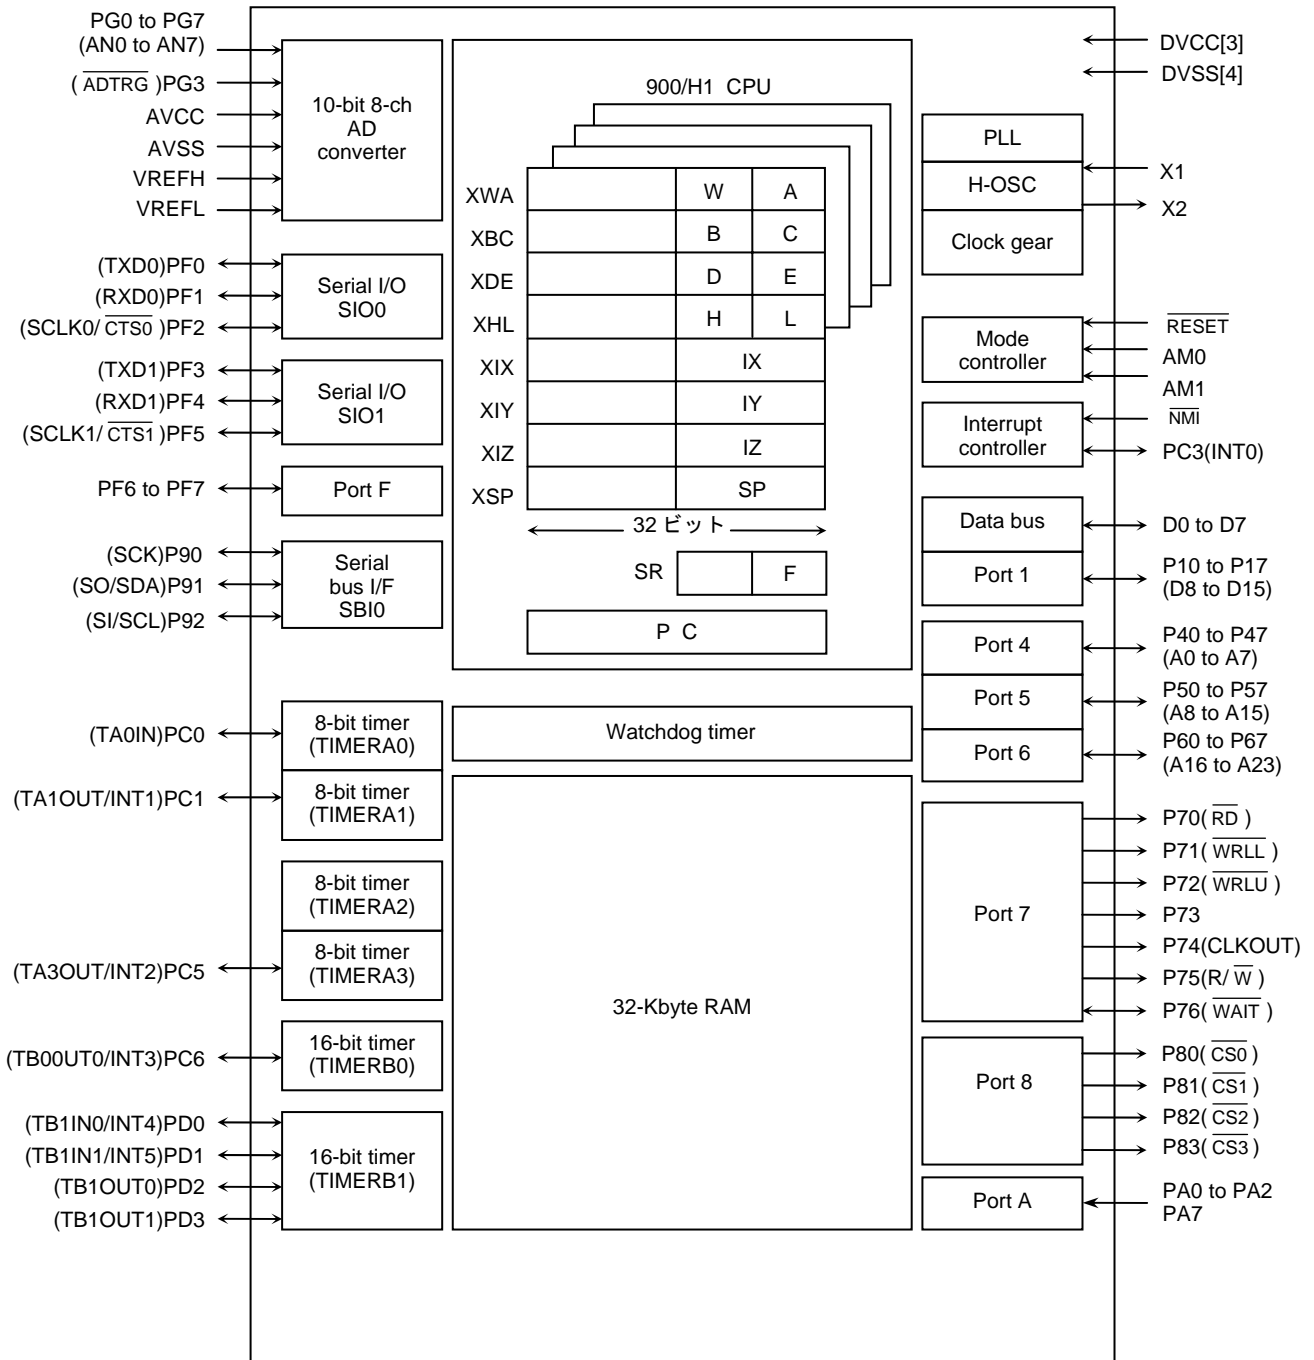 PG0 to PG7
(AN0 to AN7)
( ADTRG )PG3
AVCC
AVSS
VREFH
VREFL
10-bit 8-ch
AD
converter
(TXD0)PF0
(RXD0)PF1
(SCLK0/ CTS0 )PF2
Serial I/O
SIO0
(TXD1)PF3
(RXD1)PF4
(SCLK1/ CTS1 )PF5
Serial I/O
SIO1
PF6 to PF7
Port F
(SCK)P90
(SO/SDA)P91
(SI/SCL)P92
Serial
bus I/F
SBI0
(TA0IN)PC0
8-bit timer
(TIMERA0)
(TA1OUT/INT1)PC1
8-bit timer
(TIMERA1)
8-bit timer
(TIMERA2)
(TA3OUT/INT2)PC5
8-bit timer
(TIMERA3)
(TB00UT0/INT3)PC6
16-bit timer
(TIMERB0)
(TB1IN0/INT4)PD0
(TB1IN1/INT5)PD1
(TB1OUT0)PD2
(TB1OUT1)PD3
16-bit timer
(TIMERB1)
900/H1 CPU
XWA W A
XBC B C
XDE D E
XHL H L
XIX IX
XIY IY
XIZ IZ
XSP SP
32 ビット
SR F
P C
Watchdog timer
32-Kbyte RAM
DVCC[3]
DVSS[4]
PLL
H-OSC
Clock gear
X1
X2
Mode
controller
RESET
AM0
AM1
Interrupt
controller
NMI
PC3(INT0)
Data bus
D0 to D7
Port 1
P10 to P17
(D8 to D15)
Port 4
P40 to P47
(A0 to A7)
Port 5
P50 to P57
(A8 to A15)
Port 6
P60 to P67
(A16 to A23)
Port 7
P70( RD )
P71( WRLL )
P72( WRLU )
P73
P74(CLKOUT)
P75(R/ W )
P76( WAIT )
Port 8
P80( CS0 )
P81( CS1 )
P82( CS2 )
P83( CS3 )
Port A
PA0 to PA2
PA7